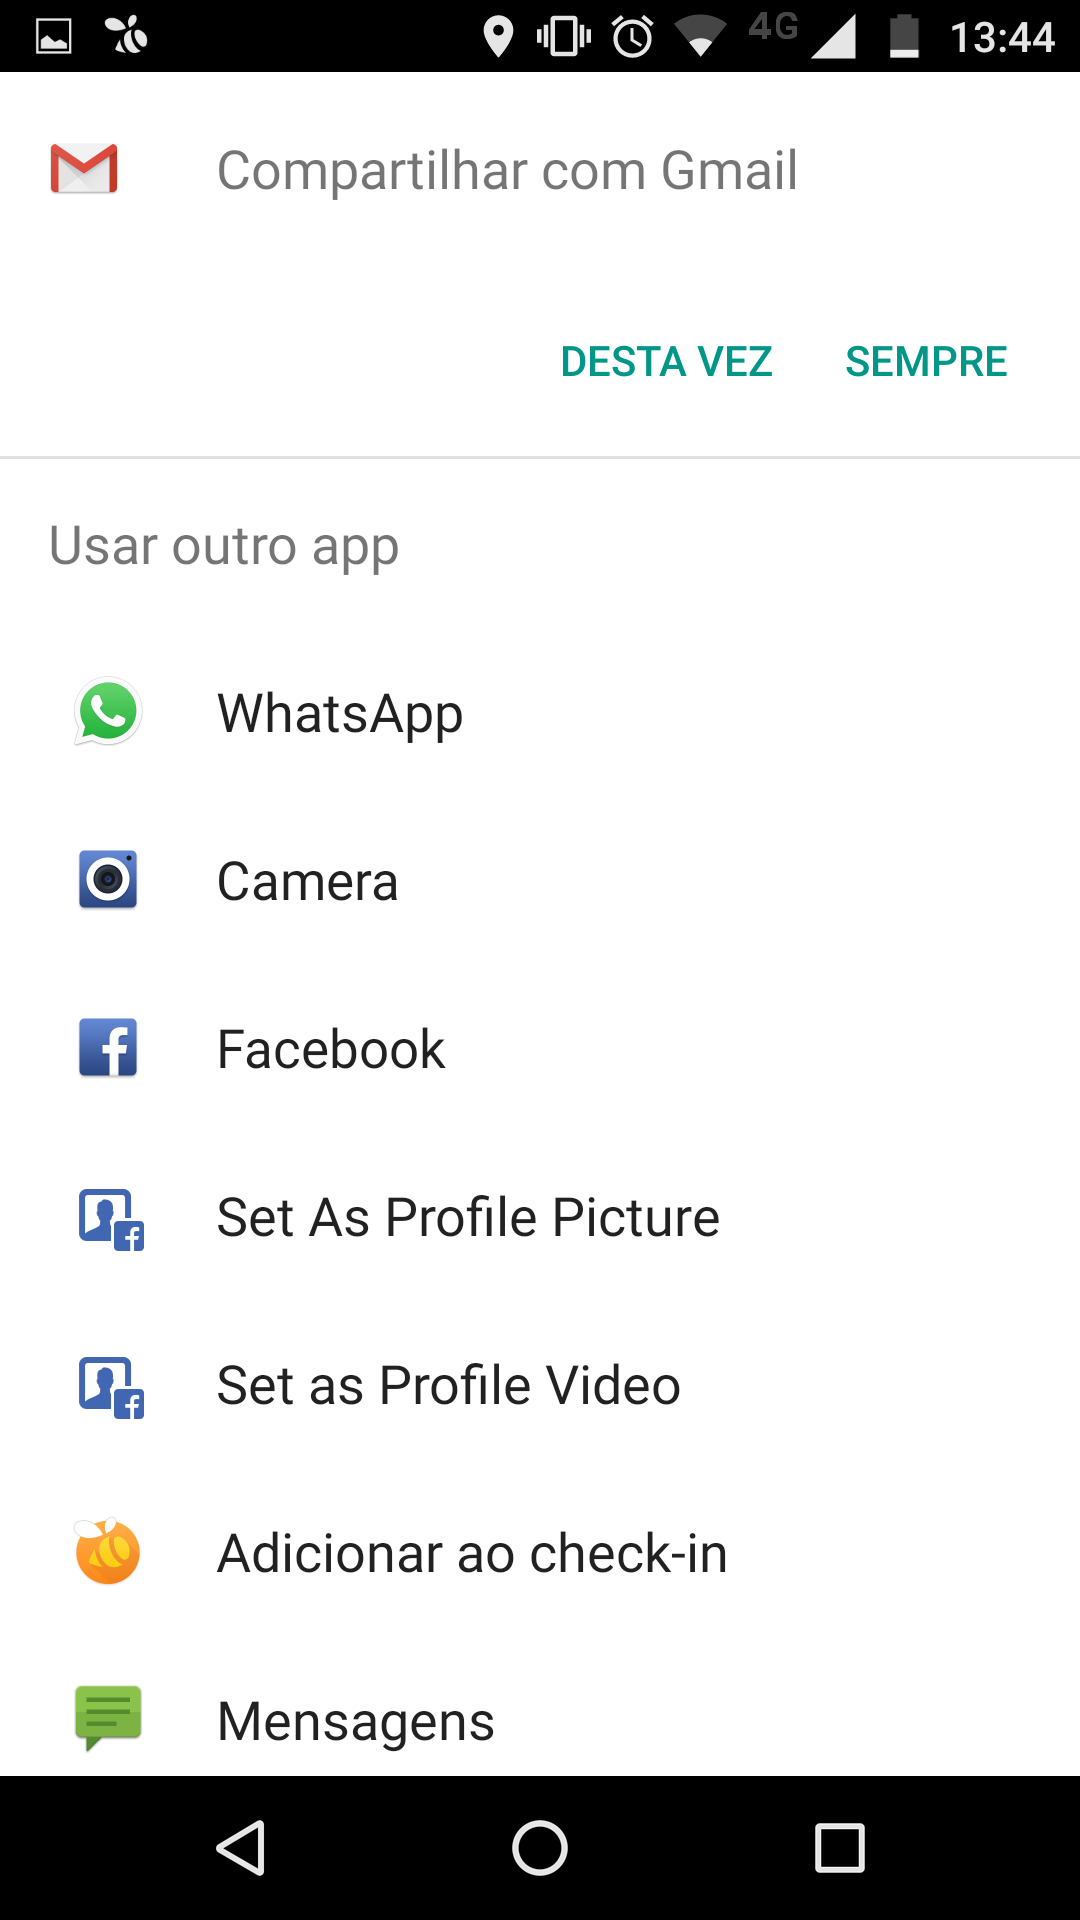 4G 13:44
Compartilhar com Gmail
DESTA VEZ SEMPRE
Usar outro app
WhatsApp
Camera
Facebook
Set As Profile Picture
Set as Profile Video
Adicionar ao check-in
Mensagens